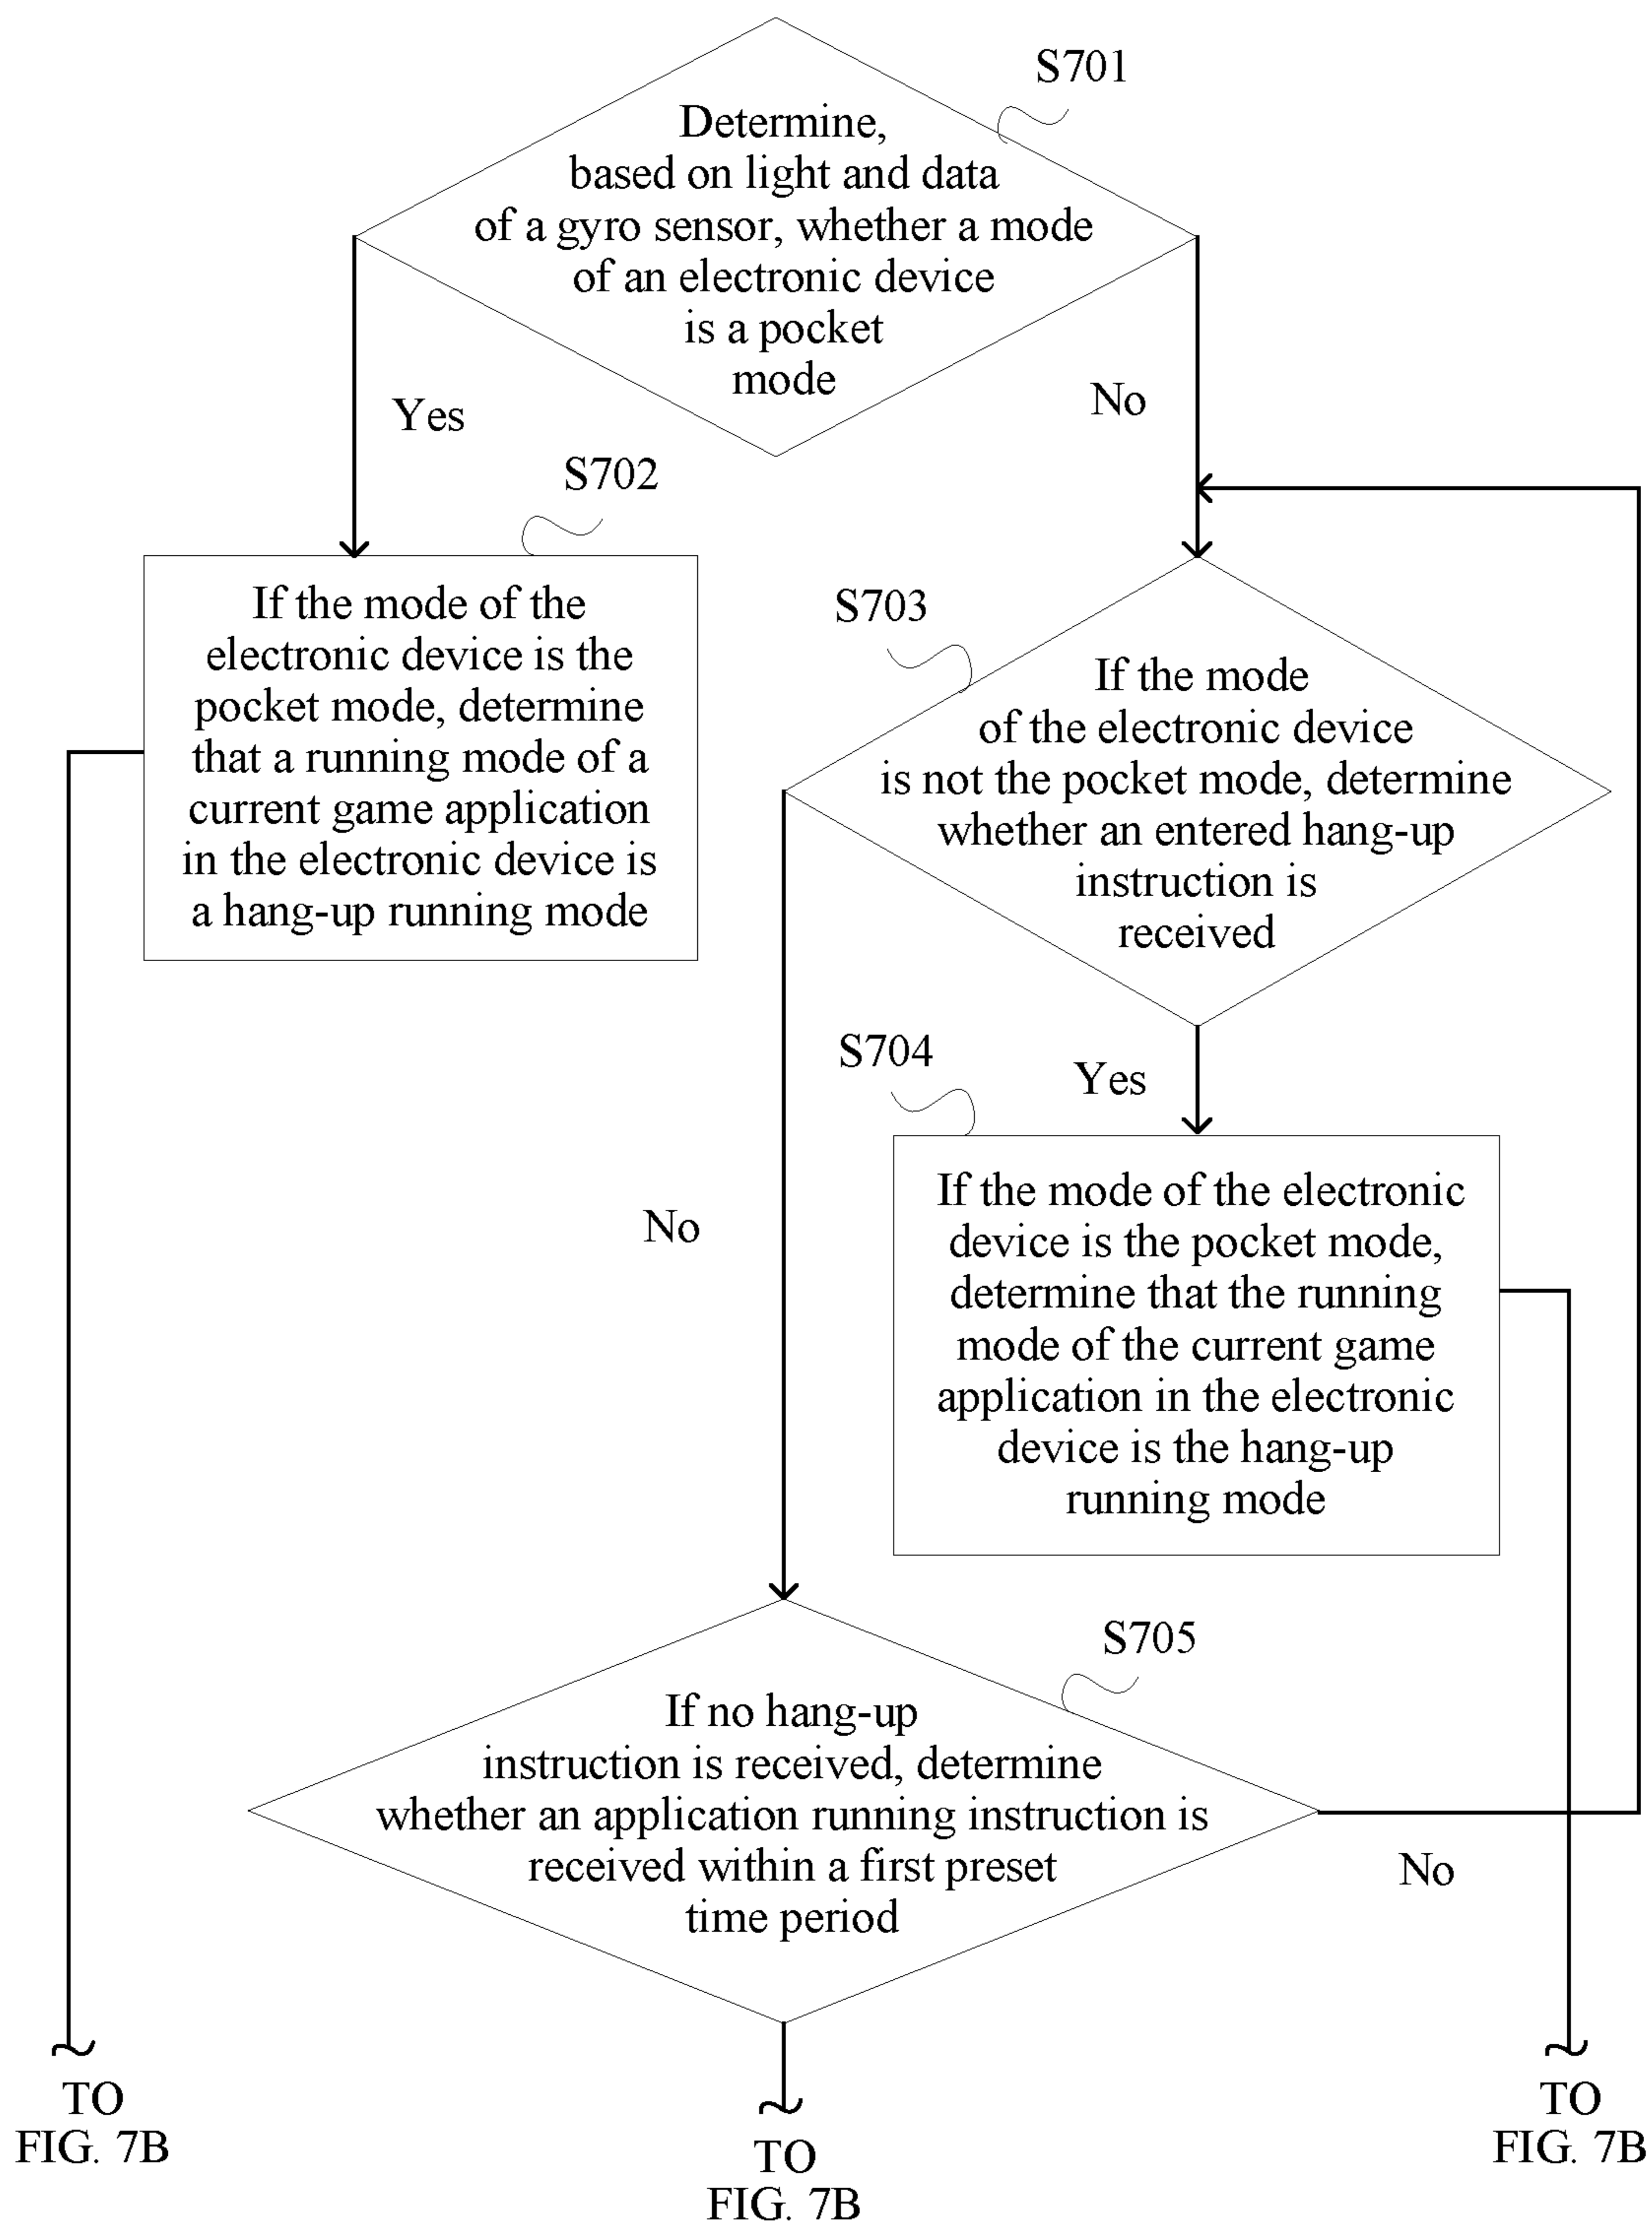 S701
Determine,
based on light and data
of a gyro sensor, whether a mode
of an electronic device
is a pocket
mode
Yes
No
S702
If the mode of the
electronic device is the
pocket mode, determine
that a running mode of a
current game application
in the electronic device is
a hang-up running mode
S703
If the mode
of the electronic device
is not the pocket mode, determine
whether an entered hang-up
instruction is
received
S704
Yes
No
If the mode of the electronic
device is the pocket mode,
determine that the running
mode of the current game
application in the electronic
device is the hang-up
running mode
S705
If no hang-up
instruction is received, determine
whether an application running instruction is
received within a first preset
time period
No
TO
FIG. 7B
TO
FIG. 7B
TO
FIG. 7B